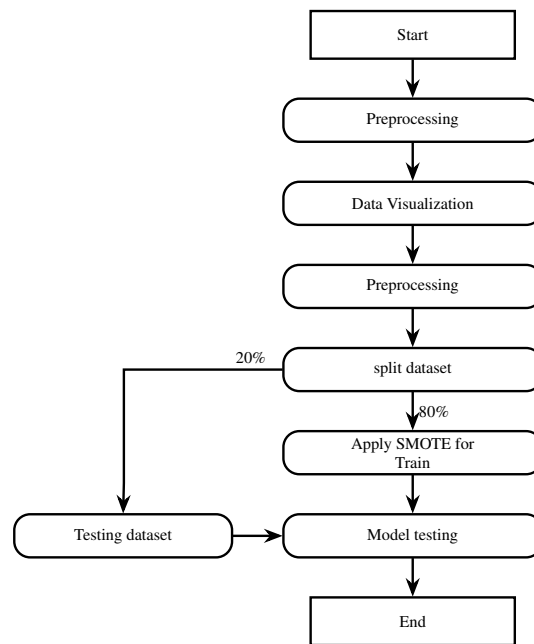 Start
Preprocessing
Data Visualization
Preprocessing
20%
split dataset
80%
Apply SMOTE for
Train
Testing dataset
Model testing
End